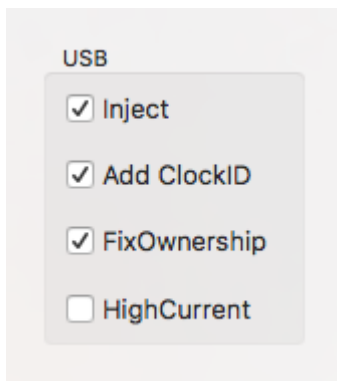 USB
Inject
Add ClockID
FixOwnership
HighCurrent